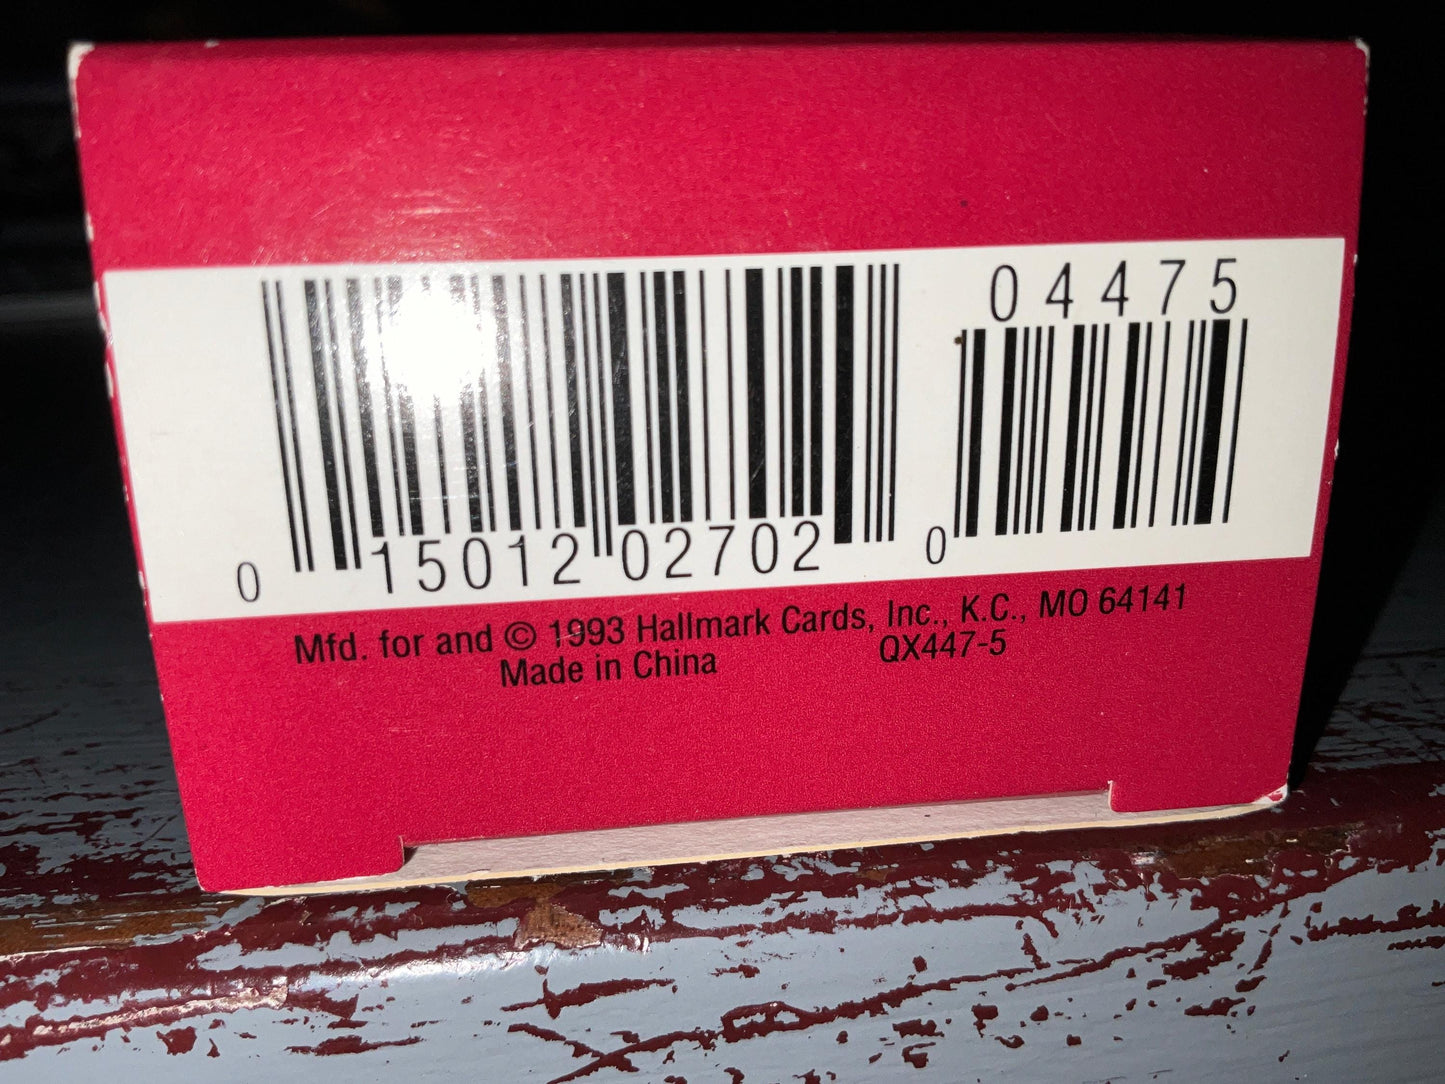 04475
0 15012 02702 0
Mfd. for and © 1993 Hallmark Cards, Inc., K.C., MO 64141
Made in China QX447-5